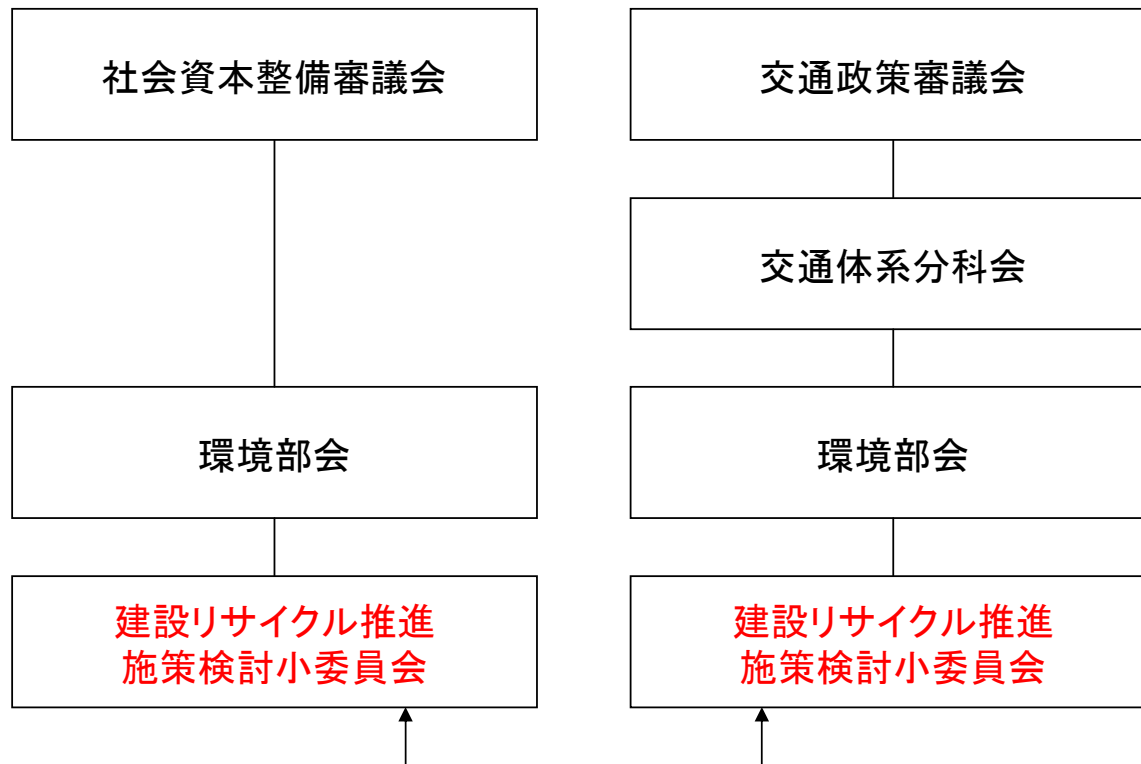 社会資本整備審議会
交通政策審議会
交通体系分科会
環境部会
環境部会
建設リサイクル推進
施策検討小委員会
建設リサイクル推進
施策検討小委員会